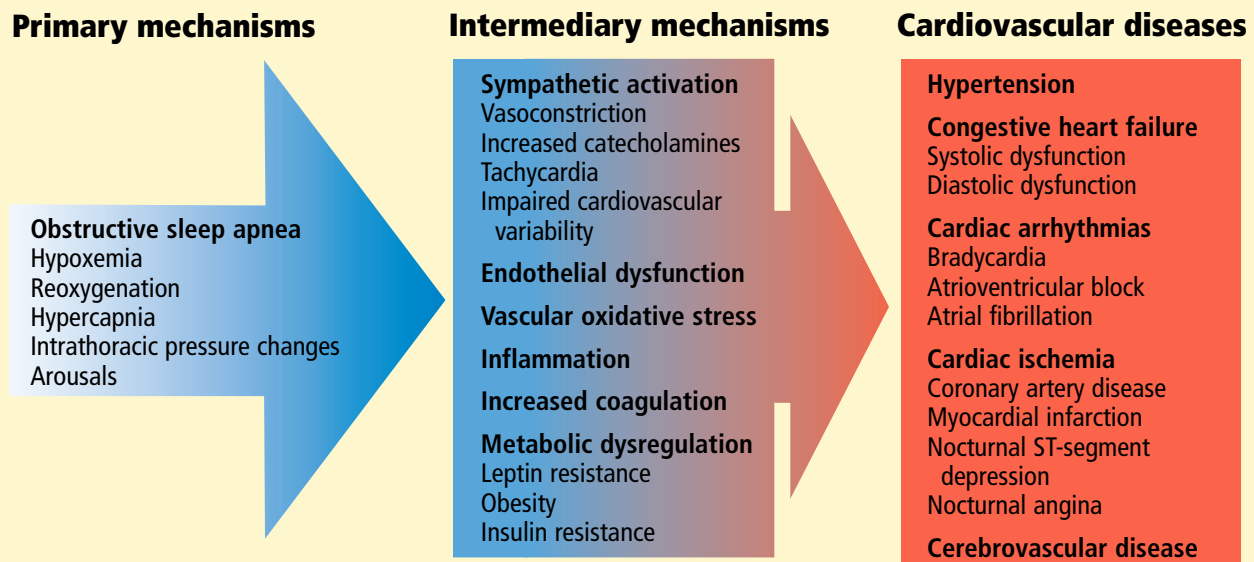 Primary mechanisms
Obstructive sleep apnea
Hypoxemia
Reoxygenation
Hypercapnia
Intrathoracic pressure changes
Arousals
Intermediary mechanisms
Sympathetic activation
Vasoconstriction
Increased catecholamines
Tachycardia
Impaired cardiovascular
variability
Endothelial dysfunction
Vascular oxidative stress
Inflammation
Increased coagulation
Metabolic dysregulation
Leptin resistance
Obesity
Insulin resistance
Cardiovascular diseases
Hypertension
Congestive heart failure
Systolic dysfunction
Diastolic dysfunction
Cardiac arrhythmias
Bradycardia
Atrioventricular block
Atrial fibrillation
Cardiac ischemia
Coronary artery disease
Myocardial infarction
Nocturnal ST-segment
depression
Nocturnal angina
Cerebrovascular disease